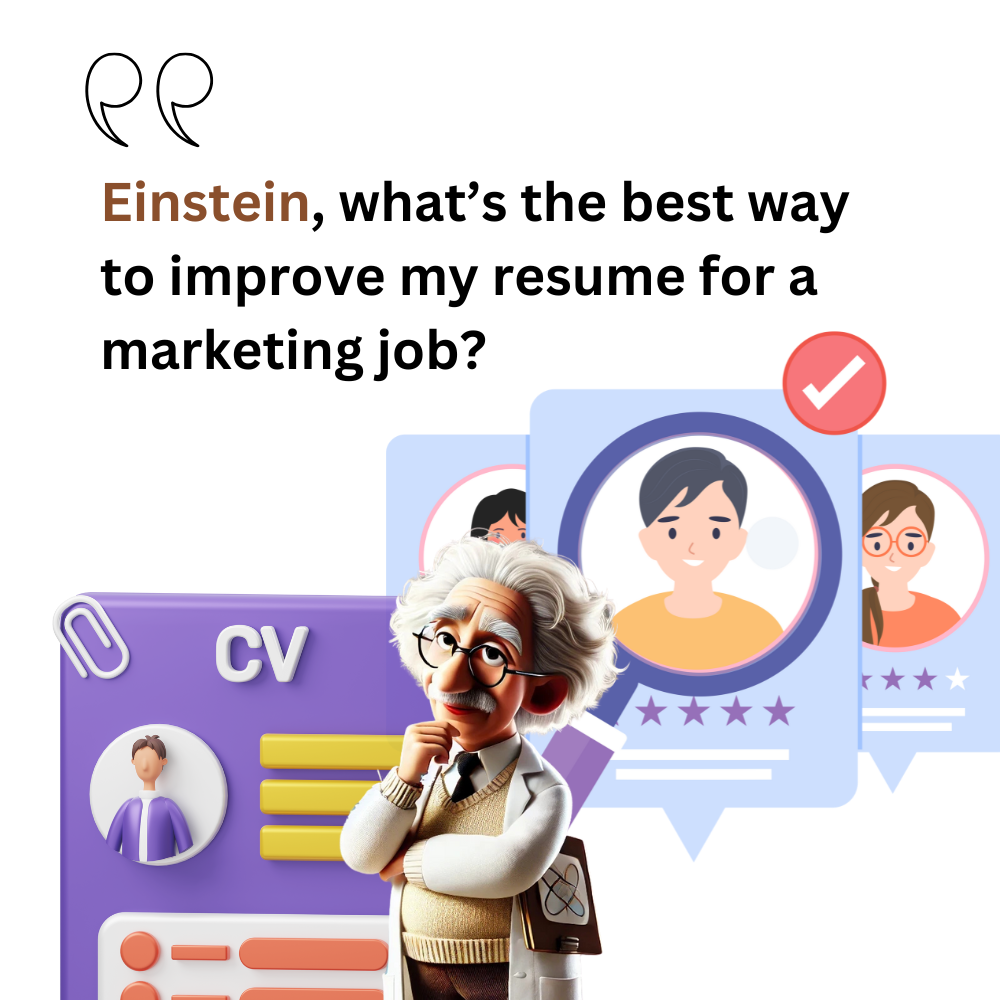 Einstein, what’s the best way
to improve my resume for a
marketing job?
CV